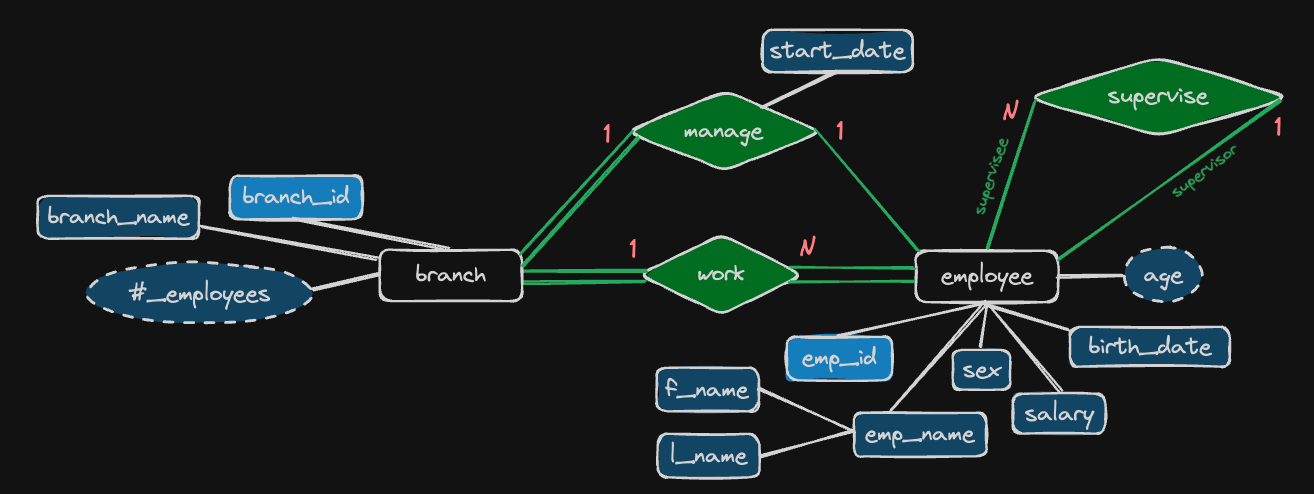 start_date
supervise
manage
1
1
N
1
supervisee
supervisor
branch_id
branch_name
1
N
branch
work
employee
age
#_employees
birth_date
emp_id
sex
f_name
salary
emp_name
l_name